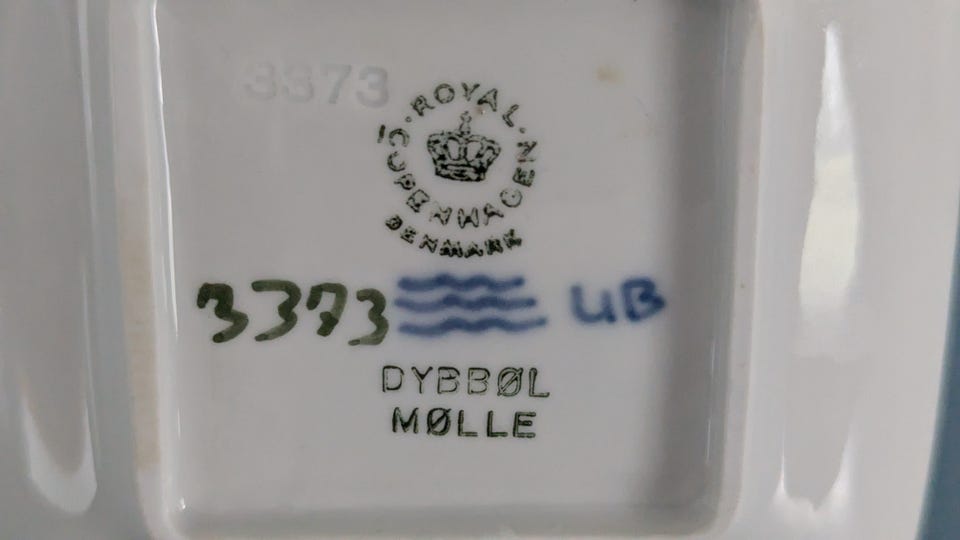 3373
ROYAL
COPENHAGEN
DENMARK
3373 UB
DYBBØL
MØLLE